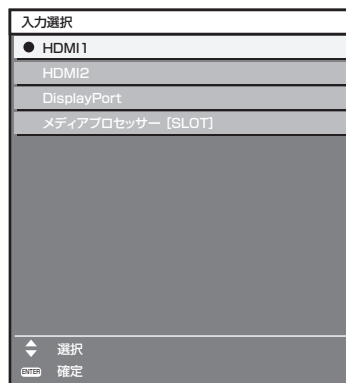 入力選択
HDMI1
HDMI2
DisplayPort
メディアプロセッサー [SLOT]
選択
ENTER 確定